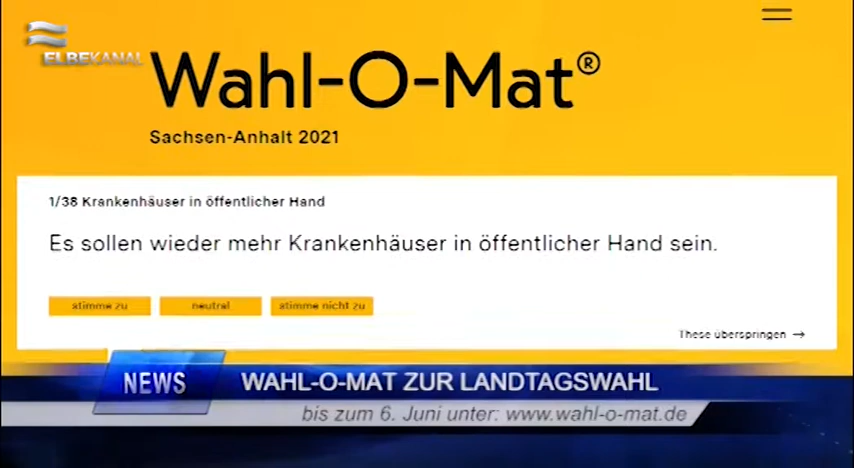 ELBEKANAL
Wahl-O-Mat®
Sachsen-Anhalt 2021
1/38 Krankenhäuser in öffentlicher Hand
Es sollen wieder mehr Krankenhäuser in öffentlicher Hand sein.
stimme zu
neutral
stimme nicht zu
These überspringen →
NEWS
WAHL-O-MAT ZUR LANDTAGSWAHL
bis zum 6. Juni unter: www.wahl-o-mat.de